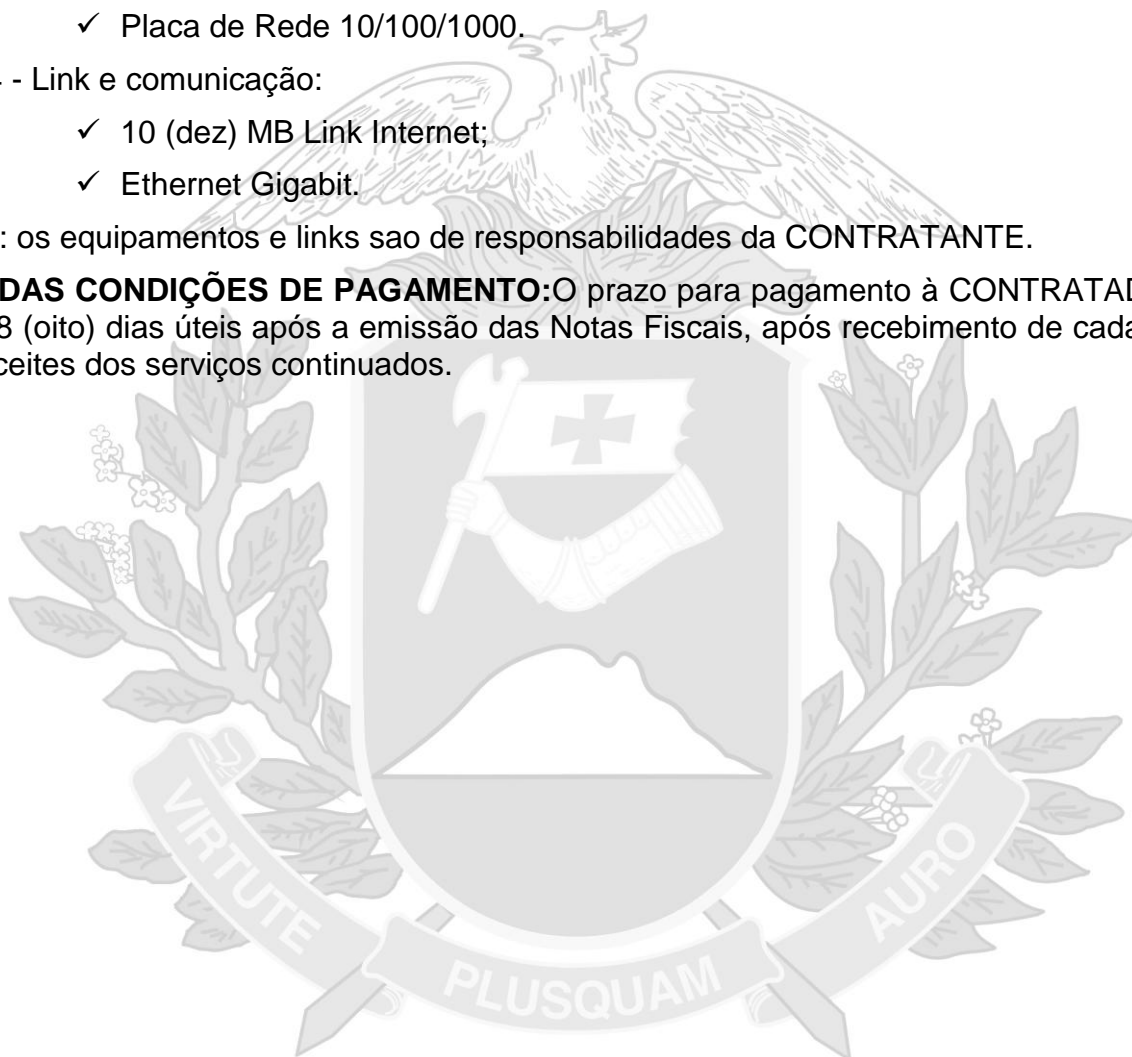 ✓ Placa de Rede 10/100/1000.
- Link e comunicação:
✓ 10 (dez) MB Link Internet;
✓ Ethernet Gigabit.
: os equipamentos e links sao de responsabilidades da CONTRATANTE.
DAS CONDIÇÕES DE PAGAMENTO:O prazo para pagamento à CONTRATAD
8 (oito) dias úteis após a emissão das Notas Fiscais, após recebimento de cada
ceites dos serviços continuados.
VIRTUTE PLUSQUAM AURO